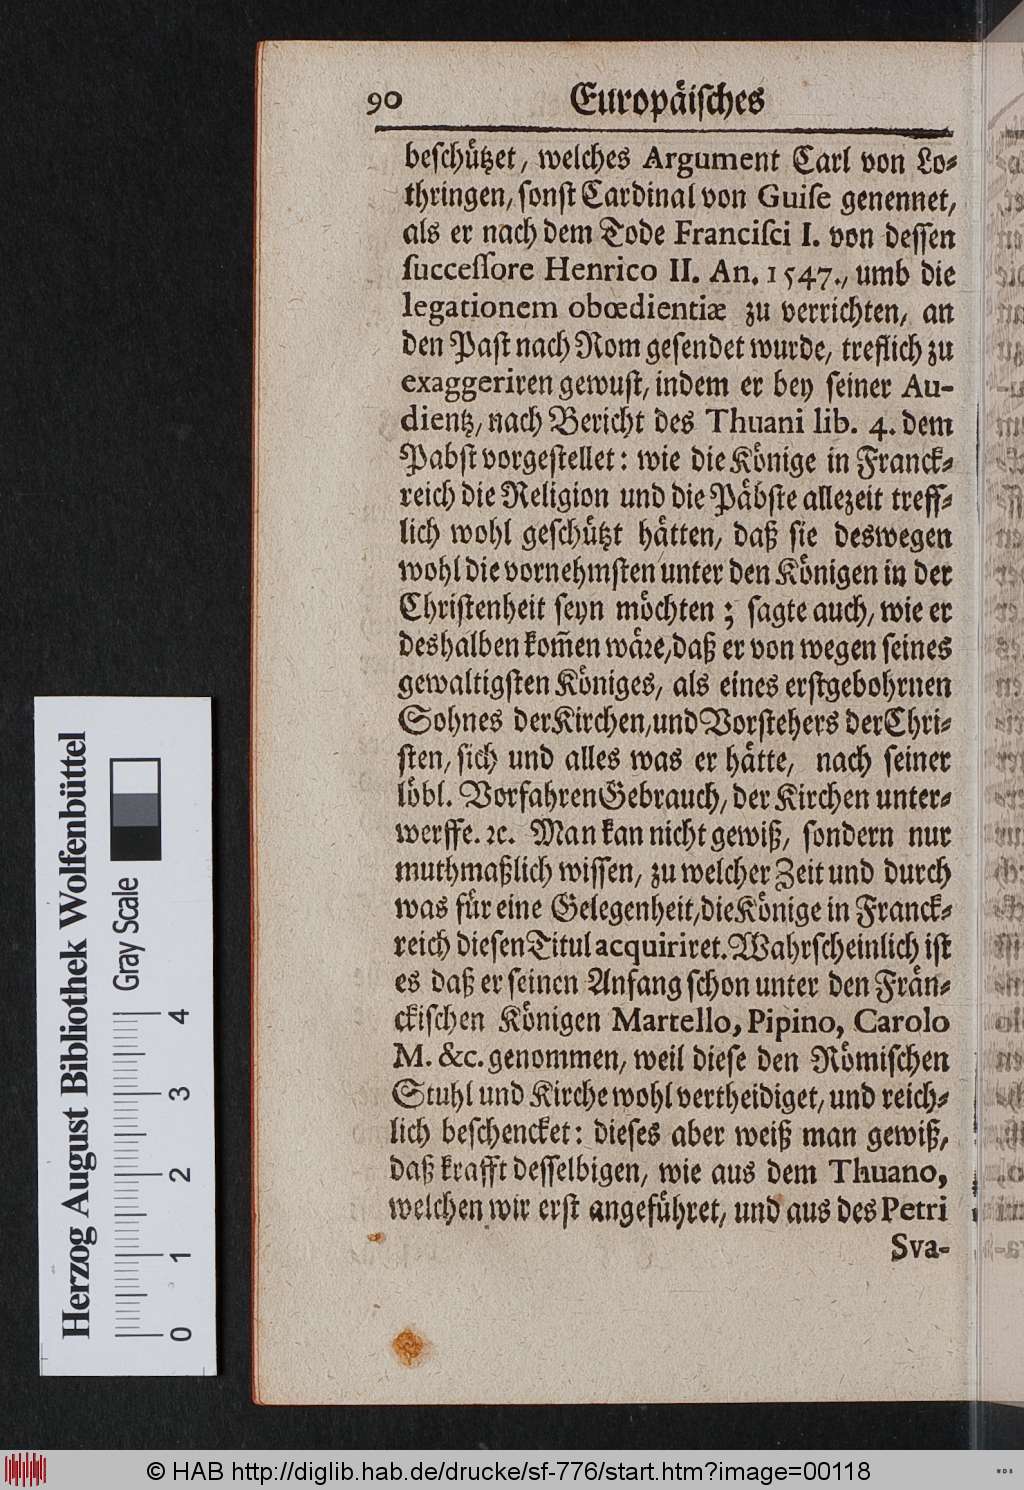 90 Europäisches
beschützet, welches Argument Carl von Lo-
thringen, sonst Cardinal von Guise genennet,
als er nach dem Tode Francisci I. von dessen
successore Henrico II. An. 1547., umb die
legationem obœdientiæ zu verrichten, an
den Past nach Rom gesendet wurde, treflich zu
exaggeriren gewust, indem er bey seiner Au-
dientz, nach Bericht des Thuani lib. 4. dem
Pabst vorgestellet: wie die Könige in Franck-
reich die Religion und die Päbste allezeit treff-
lich wohl geschützt hätten, daß sie deswegen
wohl die vornehmsten unter den Königen in der
Christenheit seyn möchten; sagte auch, wie er
deshalben kom̃en wäre, daß er von wegen seines
gewaltigsten Königes, als eines erstgebohrnen
Sohnes der Kirchen, und Vorstehers der Chri-
sten, sich und alles was er hätte, nach seiner
löbl. Vorfahren Gebrauch, der Kirchen unter-
werffe. ꝛc. Man kan nicht gewiß, sondern nur
muthmaßlich wissen, zu welcher Zeit und durch
was für eine Gelegenheit, die Könige in Franck-
reich diesen Titul acquiriret. Wahrscheinlich ist
es daß er seinen Anfang schon unter den Frän-
ckischen Königen Martello, Pipino, Carolo
M. &c. genommen, weil diese den Römischen
Stuhl und Kirche wohl vertheidiget, und reich-
lich beschencket: dieses aber weiß man gewiß,
daß krafft desselbigen, wie aus dem Thuano,
welchen wir erst angeführet, und aus des Petri
Sva-
Herzog August Bibliothek Wolfenbüttel
Gray Scale
0 1 2 3 4
© HAB http://diglib.hab.de/drucke/sf-776/start.htm?image=00118